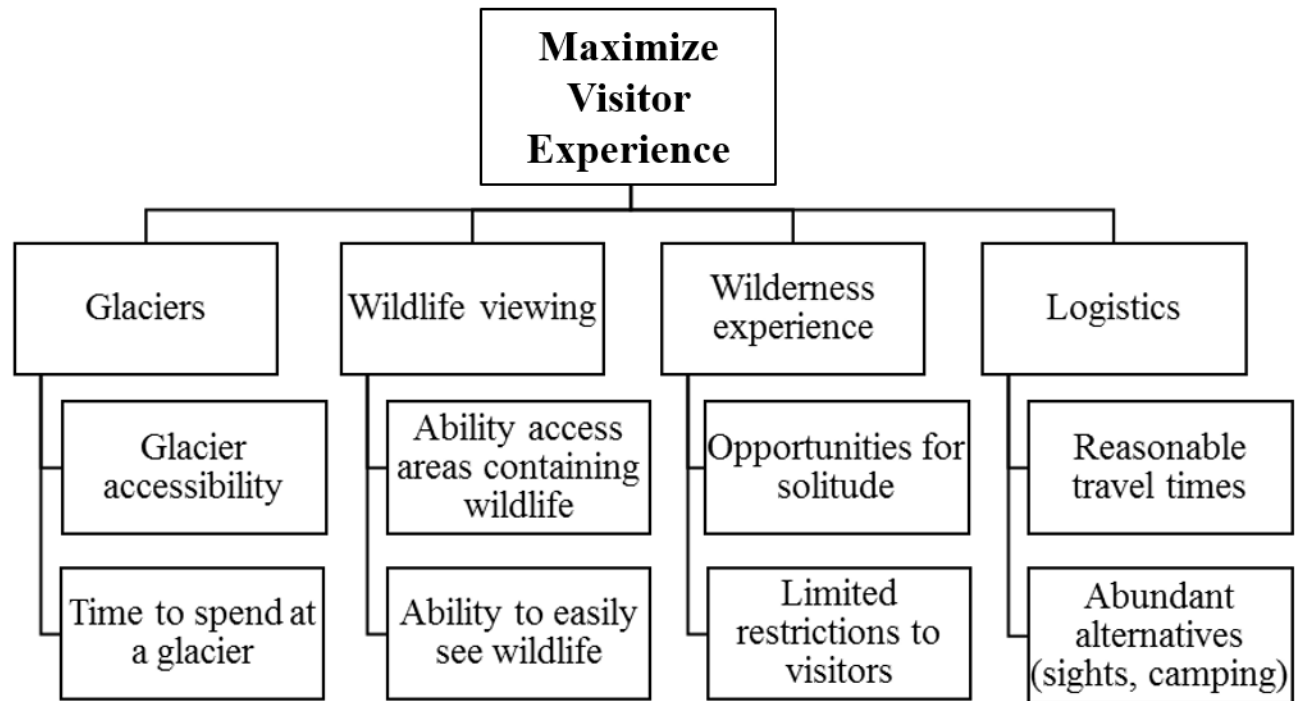 Maximize
Visitor
Experience
Glaciers
Wildlife viewing
Wilderness
experience
Logistics
Glacier
accessibility
Ability access
areas containing
wildlife
Opportunities for
solitude
Reasonable
travel times
Time to spend at
a glacier
Ability to easily
see wildlife
Limited
restrictions to
visitors
Abundant
alternatives
(sights, camping)